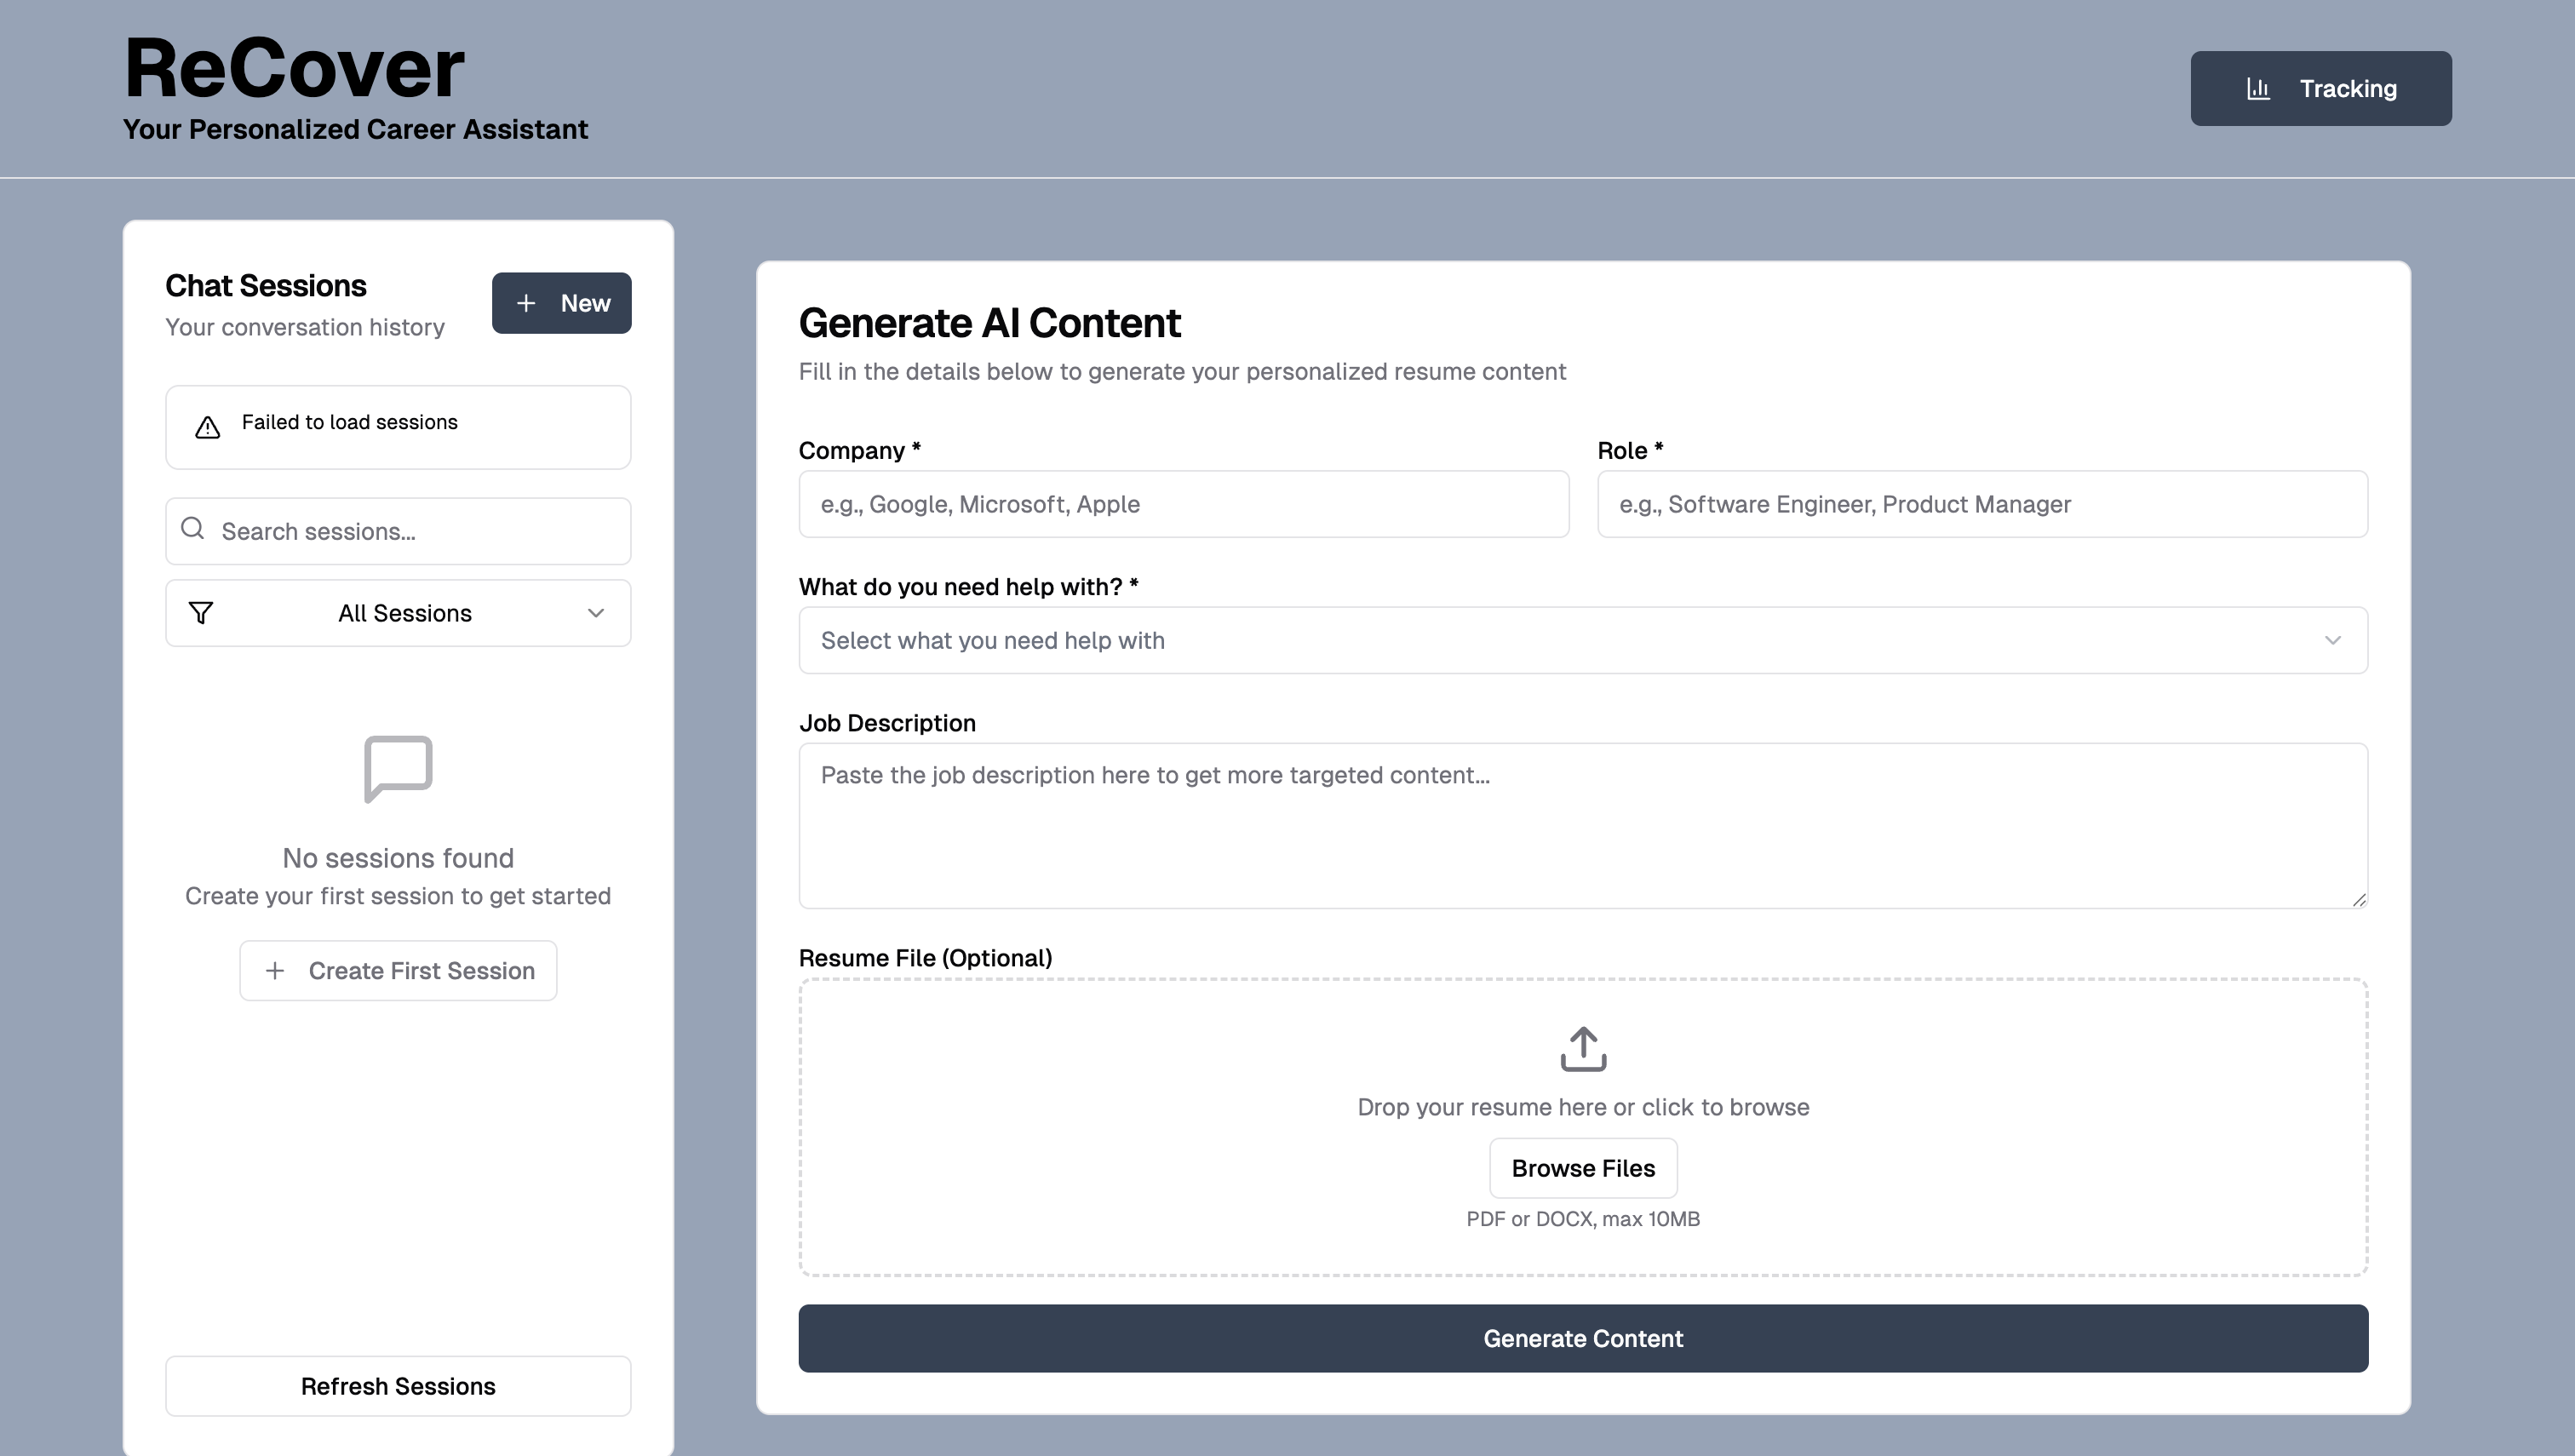 ReCover
Your Personalized Career Assistant
Tracking
Chat Sessions
Your conversation history
New
Failed to load sessions
Search sessions...
All Sessions
No sessions found
Create your first session to get started
Create First Session
Refresh Sessions
Generate AI Content
Fill in the details below to generate your personalized resume content
Company *
e.g., Google, Microsoft, Apple
Role *
e.g., Software Engineer, Product Manager
What do you need help with? *
Select what you need help with
Job Description
Paste the job description here to get more targeted content...
Resume File (Optional)
Drop your resume here or click to browse
Browse Files
PDF or DOCX, max 10MB
Generate Content